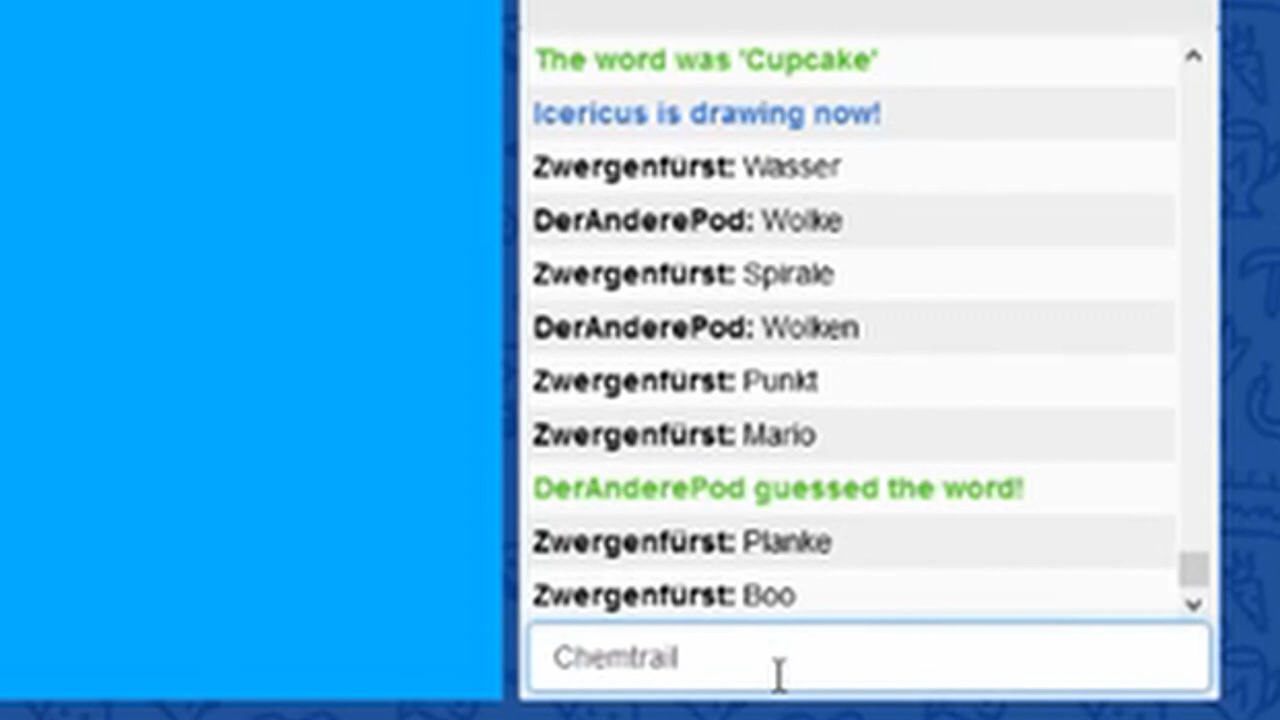 The word was 'Cupcake'
Icericus is drawing now!
Zwergenfürst: Wasser
DerAnderePod: Wolke
Zwergenfürst: Spirale
DerAnderePod: Wolken
Zwergenfürst: Punkt
Zwergenfürst: Mario
DerAnderePod guessed the word!
Zwergenfürst: Planke
Zwergenfürst: Boo
Chemtrail